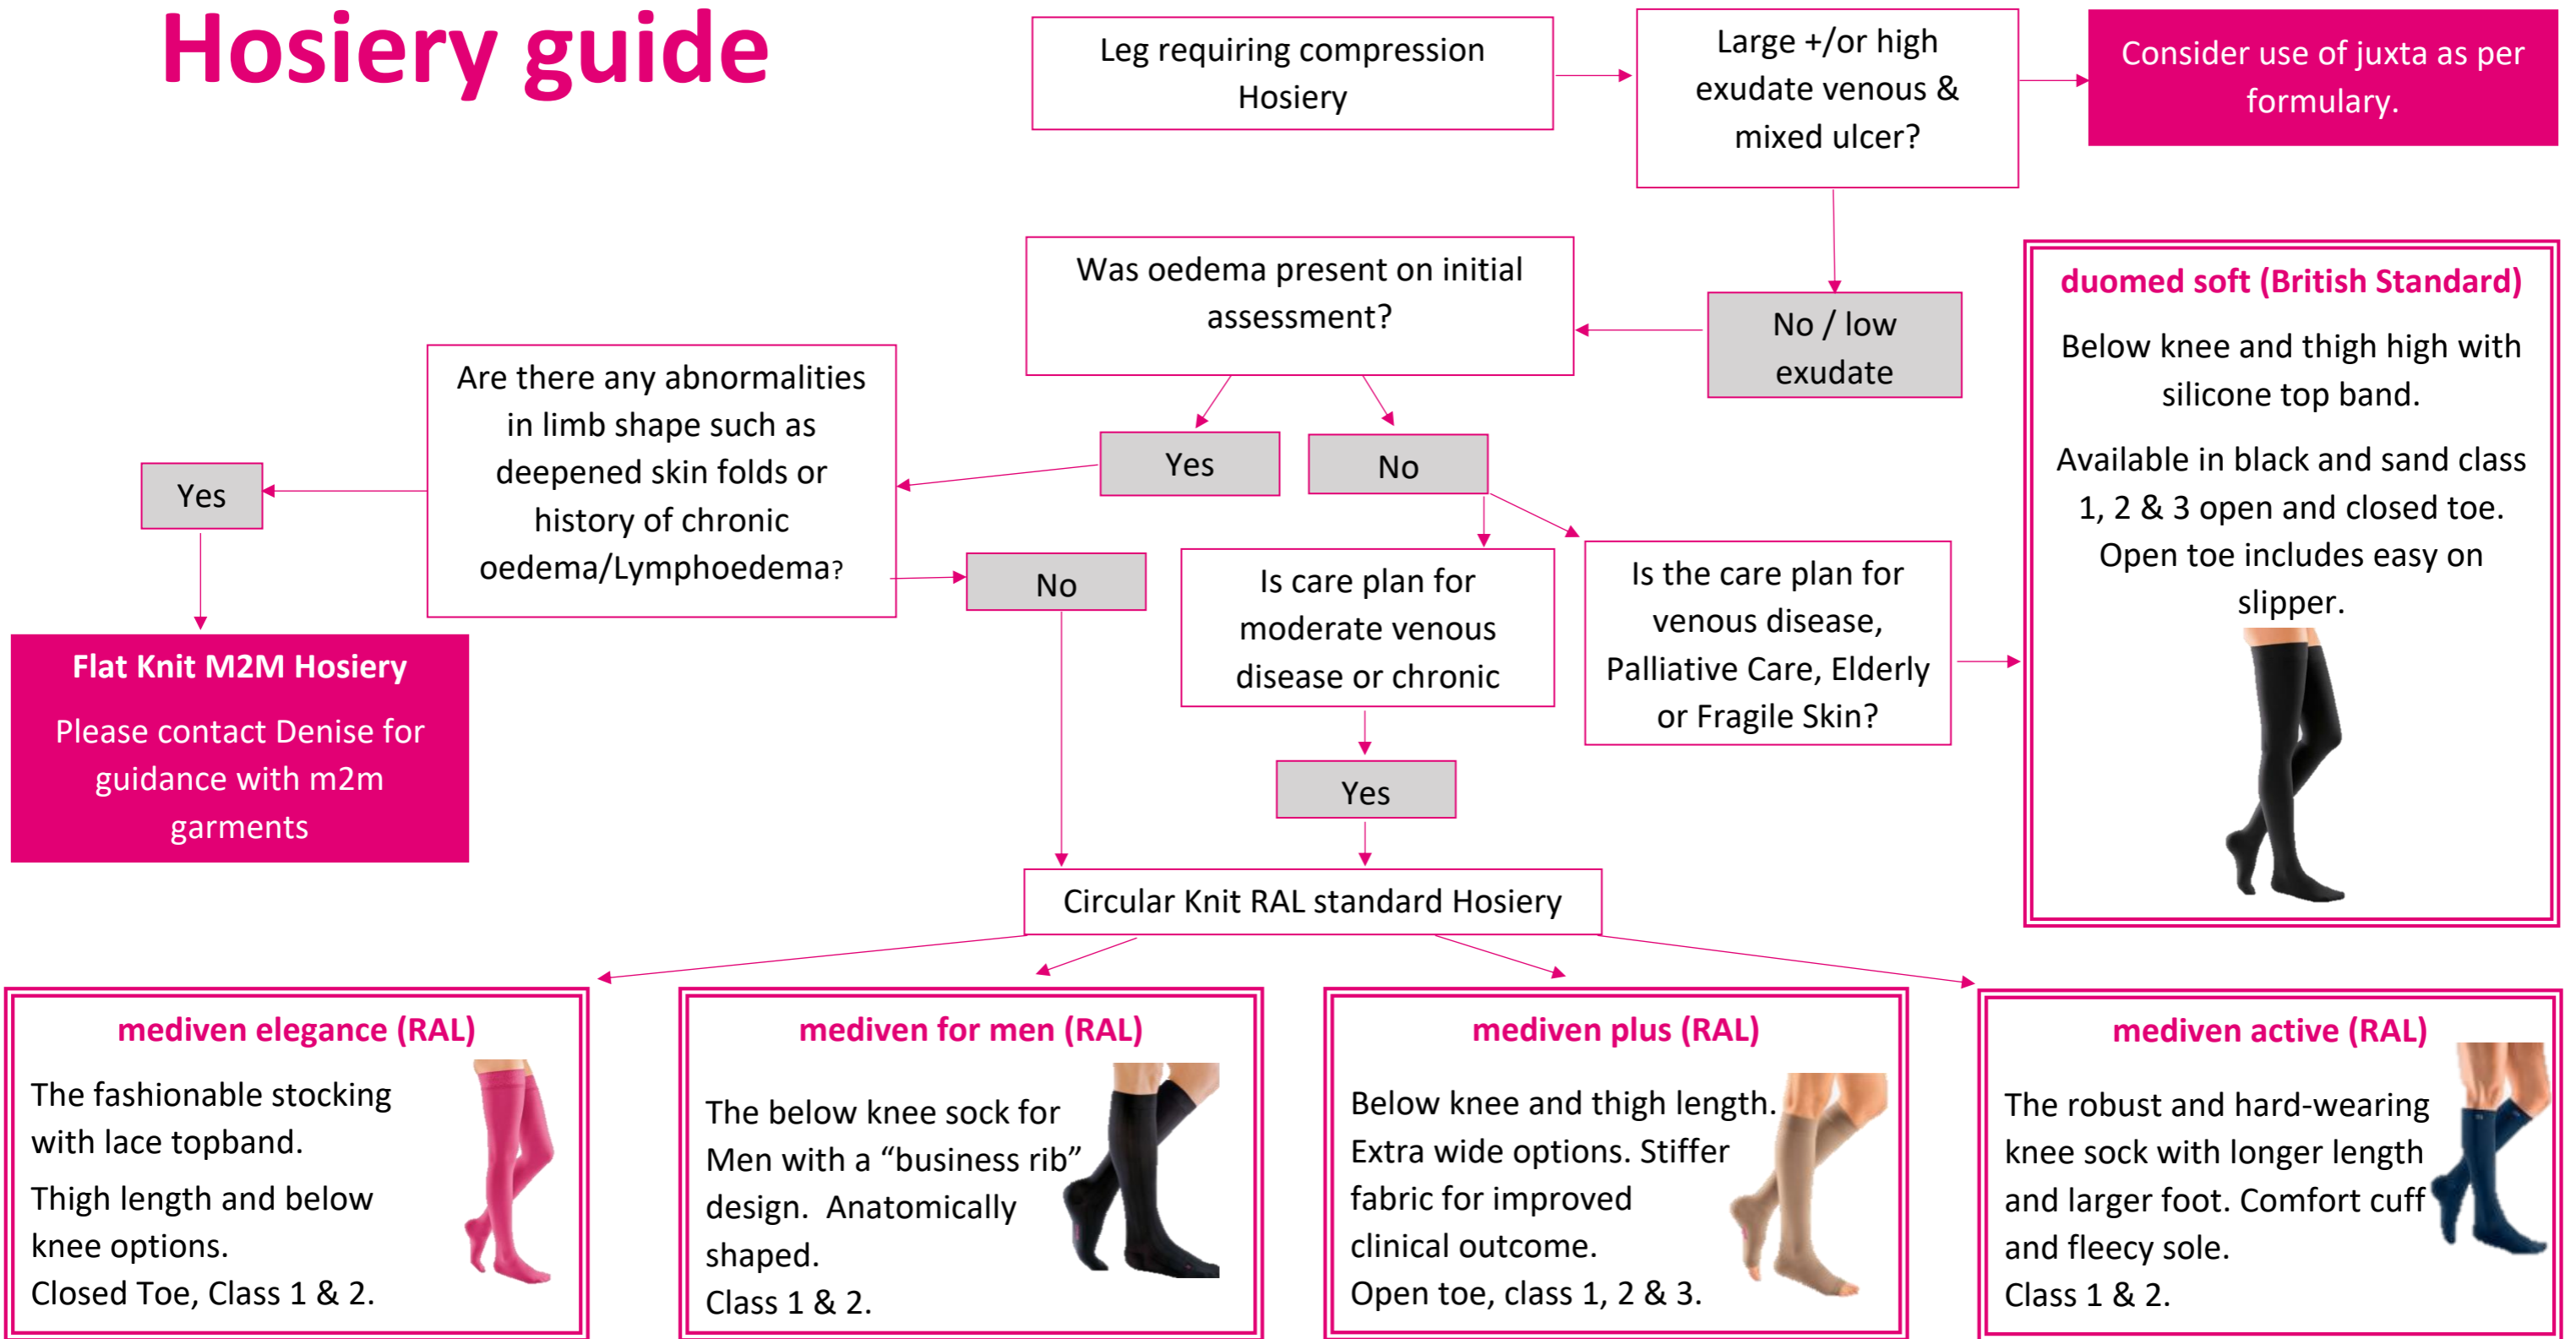 Hosiery guide
Leg requiring compression
Hosiery
Large +/or high
exudate venous &
mixed ulcer?
Consider use of juxta as per
formulary.
Was oedema present on initial
assessment?
No / low
exudate
duomed soft (British Standard)
Below knee and thigh high with
silicone top band.
Available in black and sand class
1, 2 & 3 open and closed toe.
Open toe includes easy on
slipper.
Are there any abnormalities
in limb shape such as
deepened skin folds or
history of chronic
oedema/Lymphoedema?
Yes
No
Yes
No
Is care plan for
moderate venous
disease or chronic
Is the care plan for
venous disease,
Palliative Care, Elderly
or Fragile Skin?
Flat Knit M2M Hosiery
Please contact Denise for
guidance with m2m
garments
Yes
Circular Knit RAL standard Hosiery
mediven elegance (RAL)
The fashionable stocking
with lace topband.
Thigh length and below
knee options.
Closed Toe, Class 1 & 2.
mediven for men (RAL)
The below knee sock for
Men with a “business rib”
design.  Anatomically
shaped.
Class 1 & 2.
mediven plus (RAL)
Below knee and thigh length.
Extra wide options. Stiffer
fabric for improved
clinical outcome.
Open toe, class 1, 2 & 3.
mediven active (RAL)
The robust and hard-wearing
knee sock with longer length
and larger foot. Comfort cuff
and fleecy sole.
Class 1 & 2.